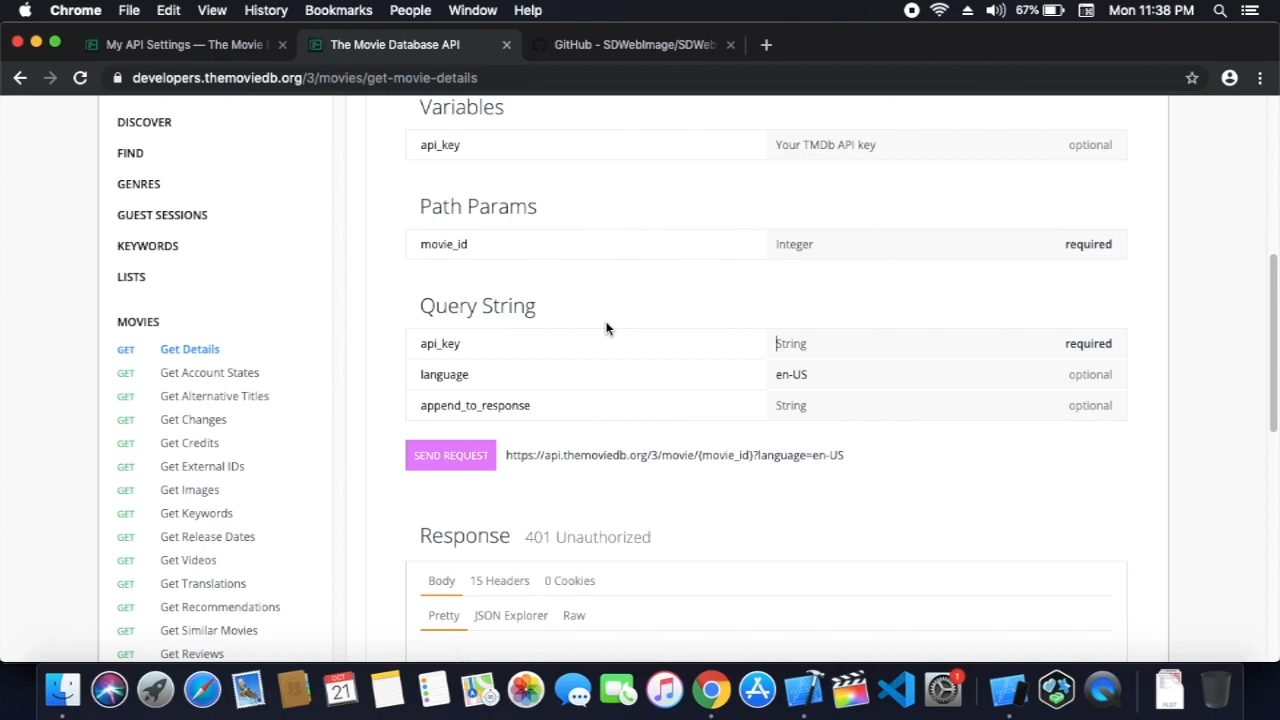 Chrome File Edit View History Bookmarks People Window Help 67% Mon 11:38 PM
My API Settings — The Movie The Movie Database API GitHub - SDWebImage/SDWeb
developers.themoviedb.org/3/movies/get-movie-details
Variables
api_key Your TMDb API key optional
Path Params
movie_id Integer required
Query String
api_key String required
language en-US optional
append_to_response String optional
SEND REQUEST https://api.themoviedb.org/3/movie/{movie_id}?language=en-US
Response 401 Unauthorized
Body 15 Headers 0 Cookies
Pretty JSON Explorer Raw
DISCOVER
FIND
GENRES
GUEST SESSIONS
KEYWORDS
LISTS
MOVIES
GET Get Details
GET Get Account States
GET Get Alternative Titles
GET Get Changes
GET Get Credits
GET Get External IDs
GET Get Images
GET Get Keywords
GET Get Release Dates
GET Get Videos
GET Get Translations
GET Get Recommendations
GET Get Similar Movies
GET Get Reviews
OCT
21
1
PLIST